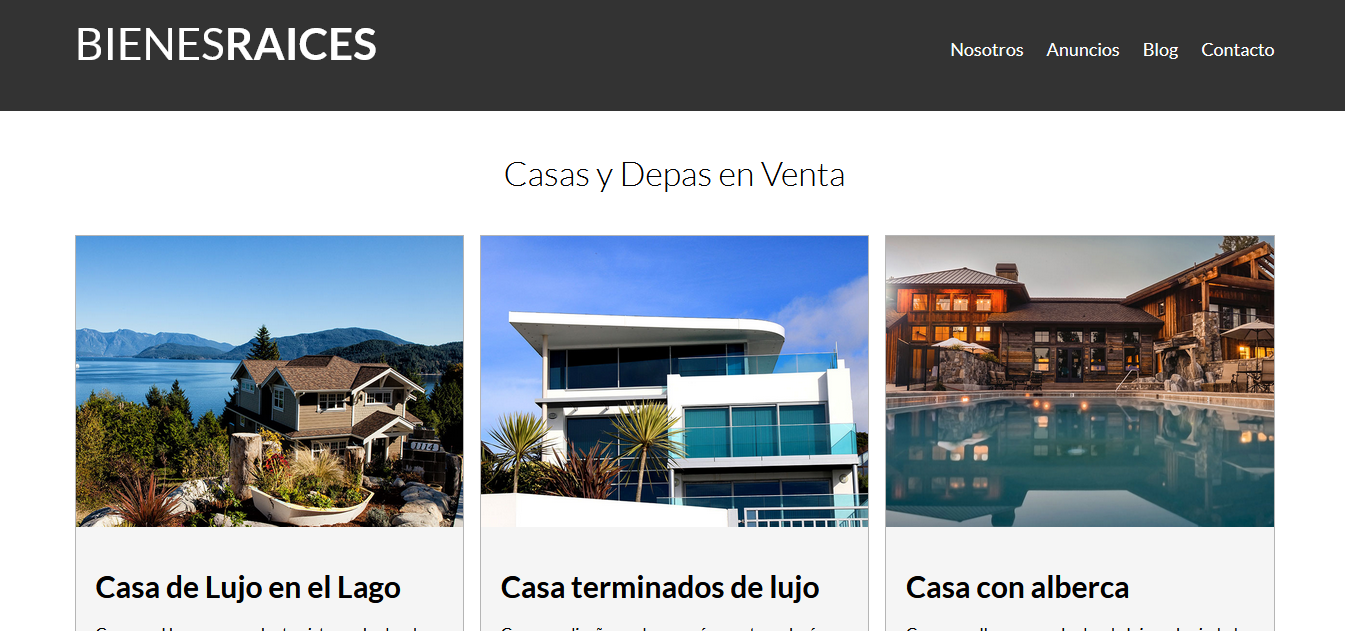 BIENESRAICES
Nosotros Anuncios Blog Contacto
Casas y Depas en Venta
1114
Casa de Lujo en el Lago
Casa terminados de lujo
Casa con alberca